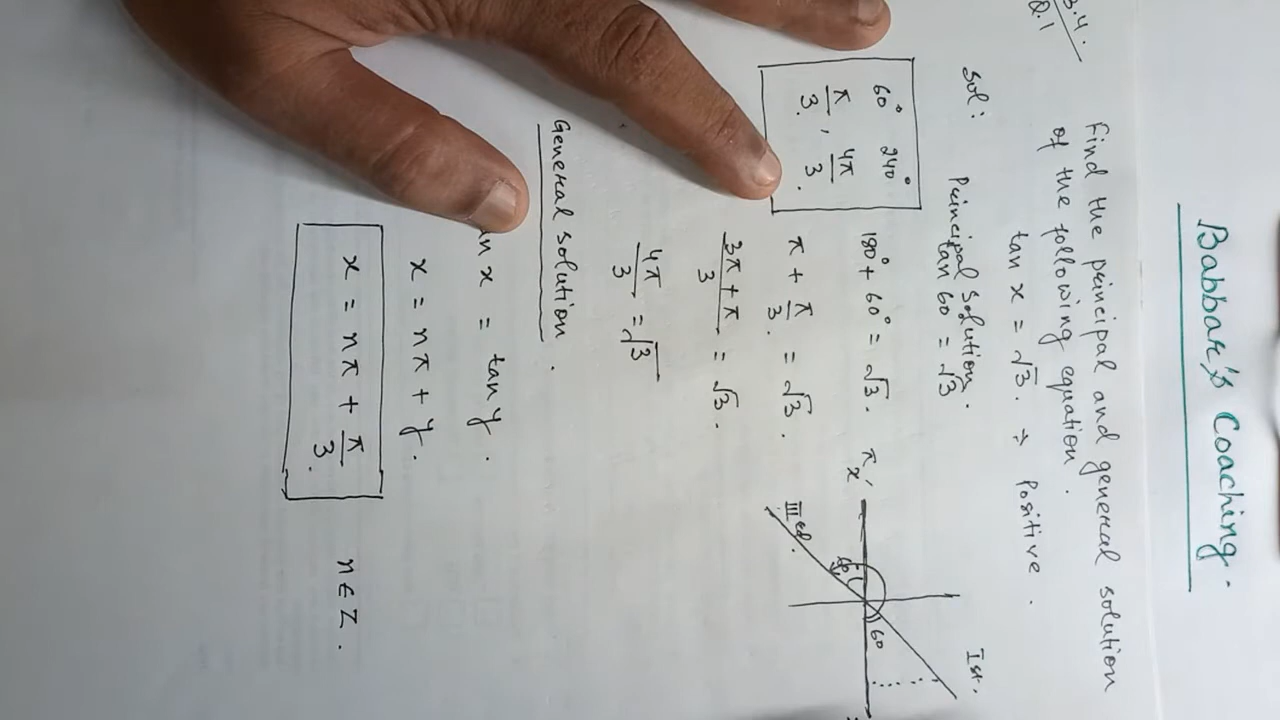 Babbar's Coaching.
3.4.
Q.1 Find the principal and general solution
of the following equation.
tan x = √3. → Positive.
Sol: Principal Solution.
tan 60 = √3
60° 240°
π/3, 4π/3.
180° + 60° = √3.
π + π/3. = √3.
3π + π/3 = √3.
4π/3 = √3
Ist.
60
π
x'
III rd.
General solution.
x = tan y.
x = nπ + y.
x = nπ + π/3. n ∈ Z.